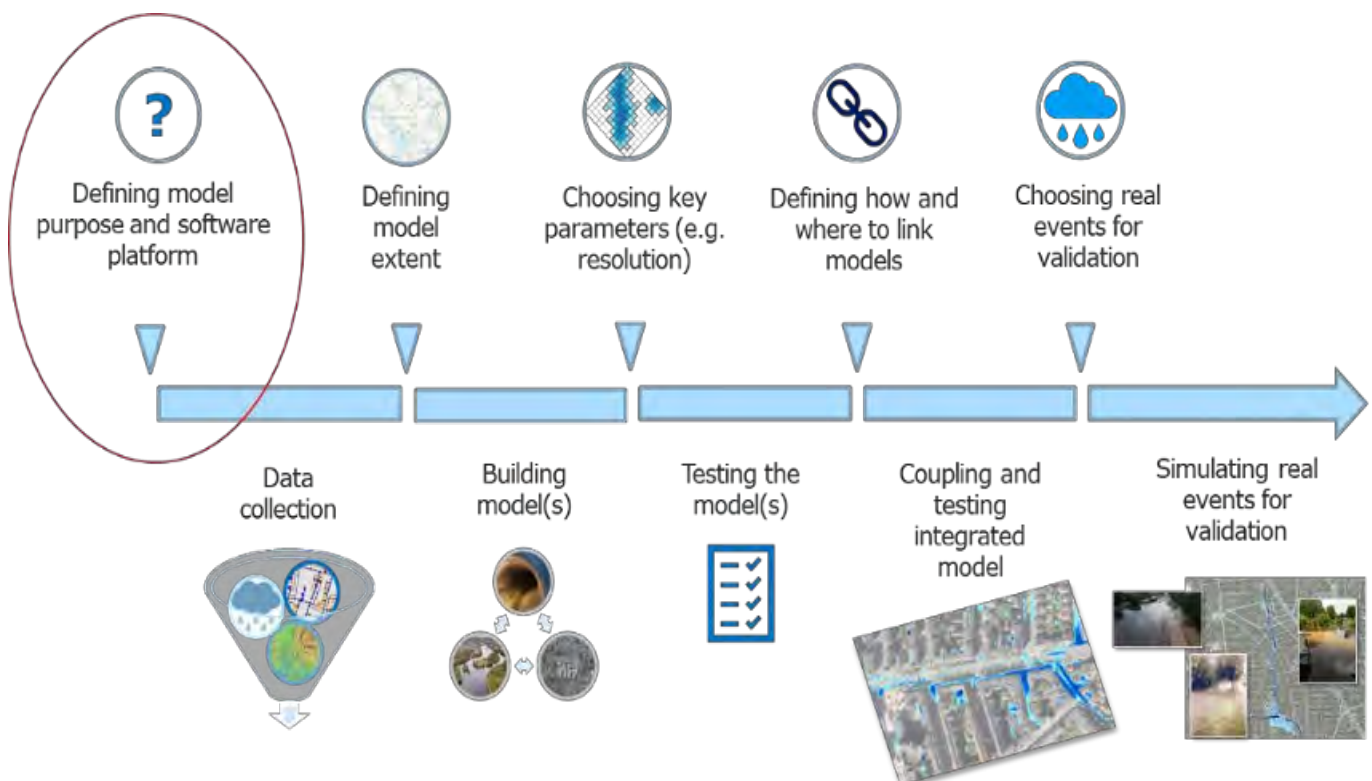 ?
Defining model
purpose and software
platform
Defining
model
extent
Choosing key
parameters (e.g.
resolution)
Defining how and
where to link
models
Choosing real
events for
validation
Data
collection
Building
model(s)
Testing the
model(s)
Coupling and
testing
integrated
model
Simulating real
events for
validation